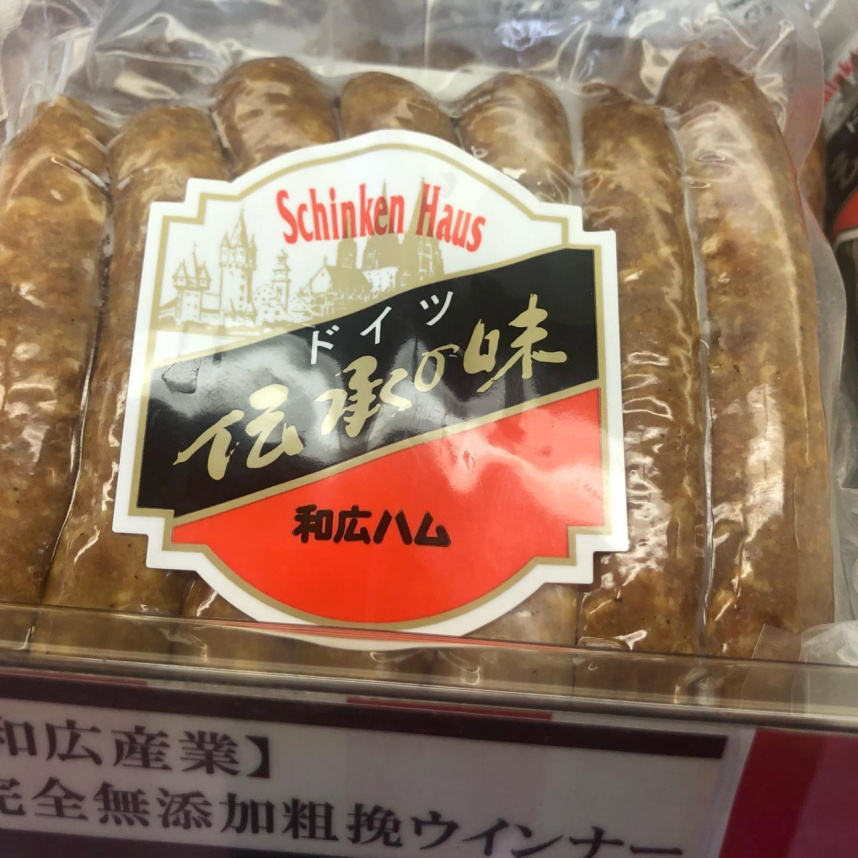 Schinken Haus
ドイツ
伝承の味
和広ハム
和広産業】
完全無添加粗挽ウインナー